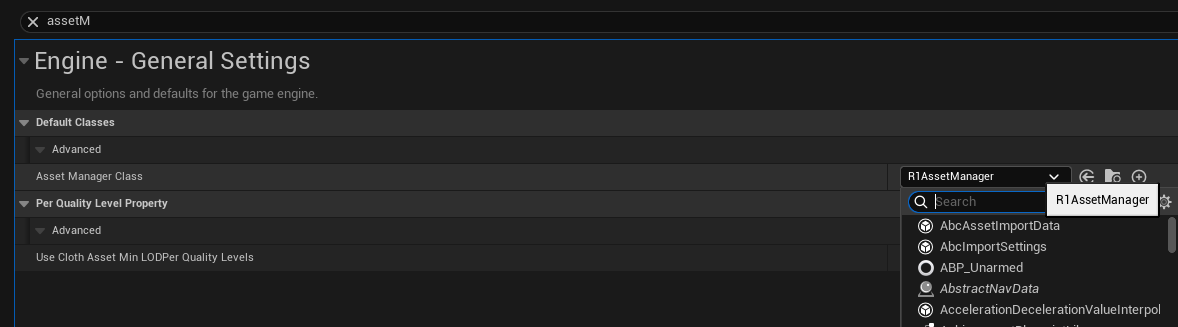 assetM
Engine - General Settings
General options and defaults for the game engine.
Default Classes
Advanced
Asset Manager Class
R1AssetManager
Per Quality Level Property
Search
R1AssetManager
AbcAssetImportData
Advanced
AbcImportSettings
Use Cloth Asset Min LODPer Quality Levels
ABP_Unarmed
AbstractNavData
AccelerationDecelerationValueInterpol